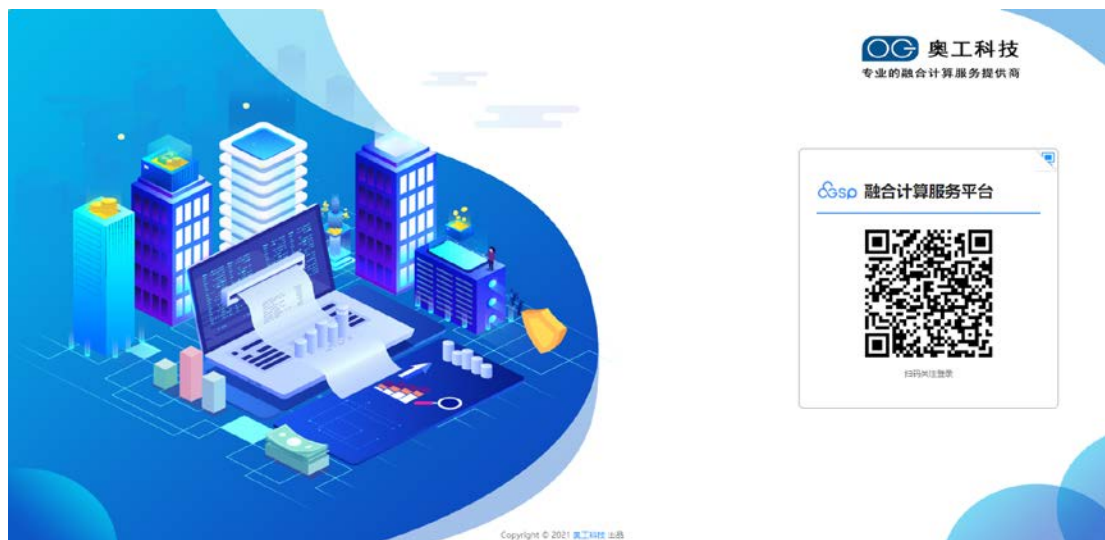 OG 奥工科技
专业的融合计算服务提供商
OGSP 融合计算服务平台
扫码关注登录
Copyright © 2021 奥工科技 出品